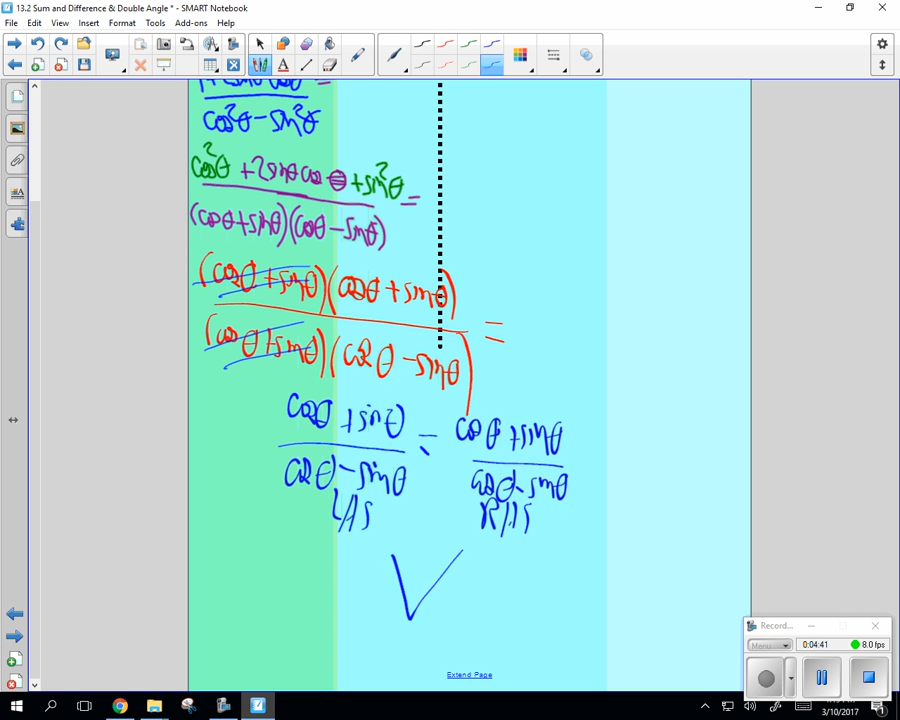 13.2 Sum and Difference & Double Angle * - SMART Notebook
File Edit View Insert Format Tools Add-ons Help
cos²θ - sin²θ
cos²θ + 2sinθcosθ + sin²θ =
(cosθ + sinθ)(cosθ - sinθ)
(cosθ + sinθ)(cosθ + sinθ) =
(cosθ + sinθ)(cosθ - sinθ)
cosθ + sinθ = cosθ + sinθ
cosθ - sinθ cosθ - sinθ
LHS RHS
Extend Page
Record...
Menu 0:04:41 8.0 fps
3/10/2017